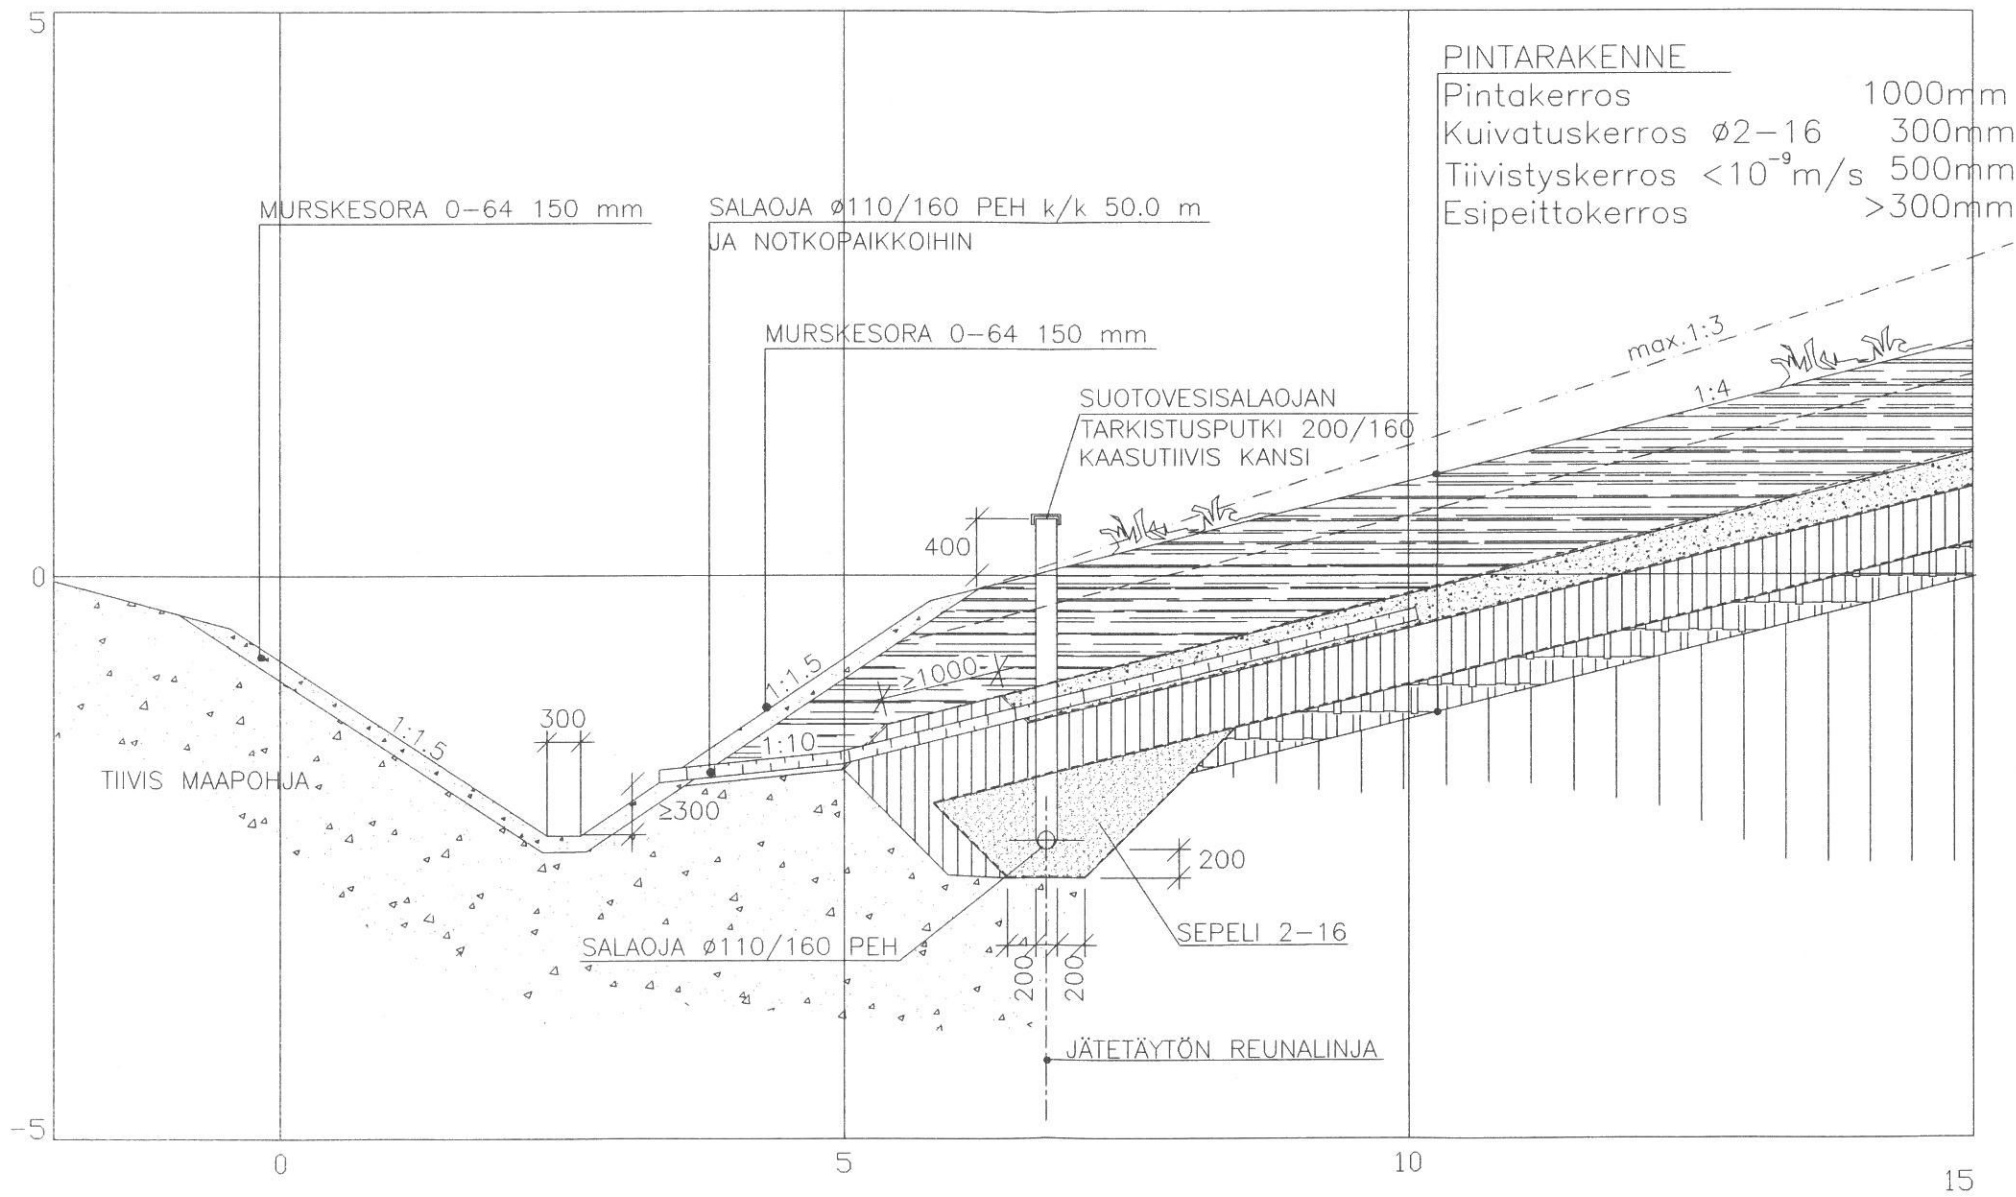 5
PINTARAKENNE
Pintakerros 1000mm
Kuivatuskerros ø2-16 300mm
Tiivistyskerros <10⁻⁹m/s 500mm
Esipeittokerros >300mm
MURSKESORA 0-64 150 mm
SALAOJA ø110/160 PEH k/k 50.0 m
JA NOTKOPAIKKOIHIN
MURSKESORA 0-64 150 mm
max.1:3
1:4
SUOTOVESISALAOJAN
TARKISTUSPUTKI 200/160
KAASUTIIVIS KANSI
400
0
1:1.5
≥1000
1:1.5
300
1:10
TIIVIS MAAPOHJA
≥300
200
SEPELI 2-16
SALAOJA ø110/160 PEH
200
200
JÄTETÄYTÖN REUNALINJA
-5
0
5
10
15